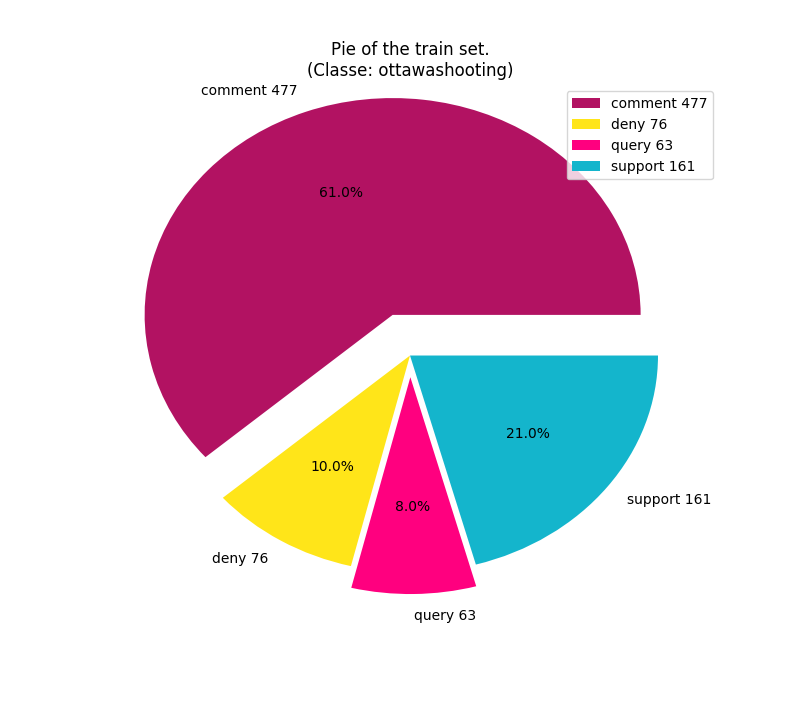 Pie of the train set.
(Classe: ottawashooting)
comment 477
comment 477
deny 76
query 63
support 161
61.0%
21.0%
10.0%
8.0%
support 161
deny 76
query 63